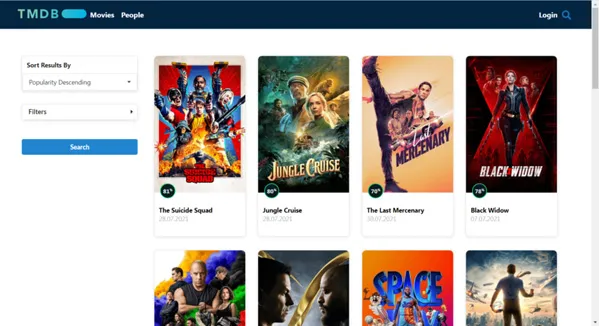 TMDB Movies People Login
Sort Results By
Popularity Descending
Filters
Search
THE
SUICIDE
SQUAD
JUNGLE CRUISE
The Last
MERCENARY
BLACK WIDOW
81%
80%
70%
78%
The Suicide Squad
28.07.2021
Jungle Cruise
28.07.2021
The Last Mercenary
30.07.2021
Black Widow
07.07.2021
SPACE